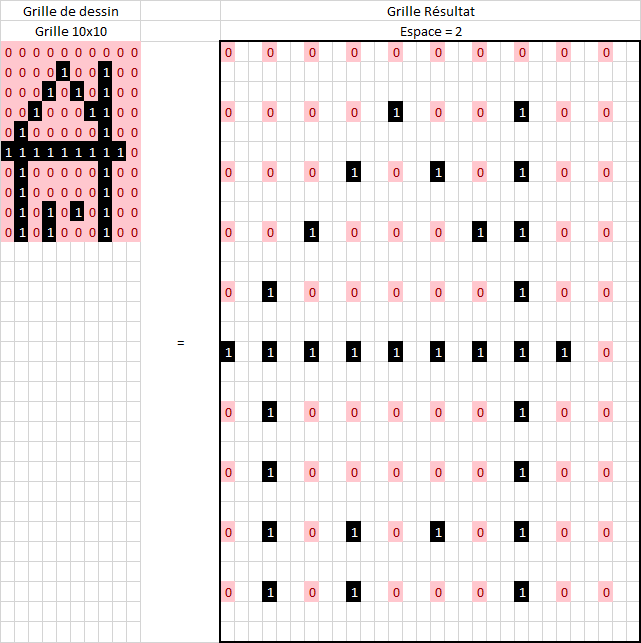 Grille de dessin
Grille 10x10
0 0 0 0 0 0 0 0 0 0
0 0 0 0 1 0 0 1 0 0
0 0 0 1 0 1 0 1 0 0
0 0 1 0 0 0 1 1 0 0
0 1 0 0 0 0 0 1 0 0
1 1 1 1 1 1 1 1 1 0
0 1 0 0 0 0 0 1 0 0
0 1 0 0 0 0 0 1 0 0
0 1 0 1 0 1 0 1 0 0
0 1 0 1 0 0 0 1 0 0
=
Grille Résultat
Espace = 2
0 0 0 0 0 0 0 0 0 0
0 0 0 0 1 0 0 1 0 0
0 0 0 1 0 1 0 1 0 0
0 0 1 0 0 0 1 1 0 0
0 1 0 0 0 0 0 1 0 0
1 1 1 1 1 1 1 1 1 0
0 1 0 0 0 0 0 1 0 0
0 1 0 0 0 0 0 1 0 0
0 1 0 1 0 1 0 1 0 0
0 1 0 1 0 0 0 1 0 0